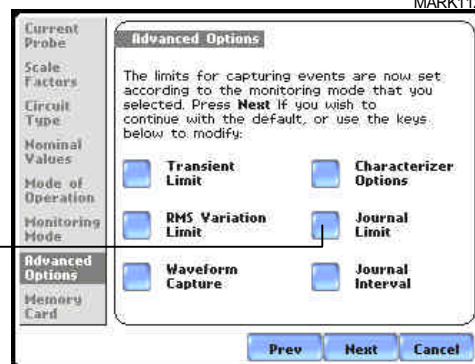 MARK11
Current
Probe
Scale
Factors
Circuit
Type
Nominal
Values
Mode of
Operation
Monitoring
Mode
Advanced
Options
Memory
Card
Advanced Options
The limits for capturing events are now set
according to the monitoring mode that you
selected. Press Next If you wish to
continue with the default, or use the keys
below to modify:
Transient
Limit
Characterizer
Options
RMS Variation
Limit
Journal
Limit
Waveform
Capture
Journal
Interval
Prev
Next
Cancel